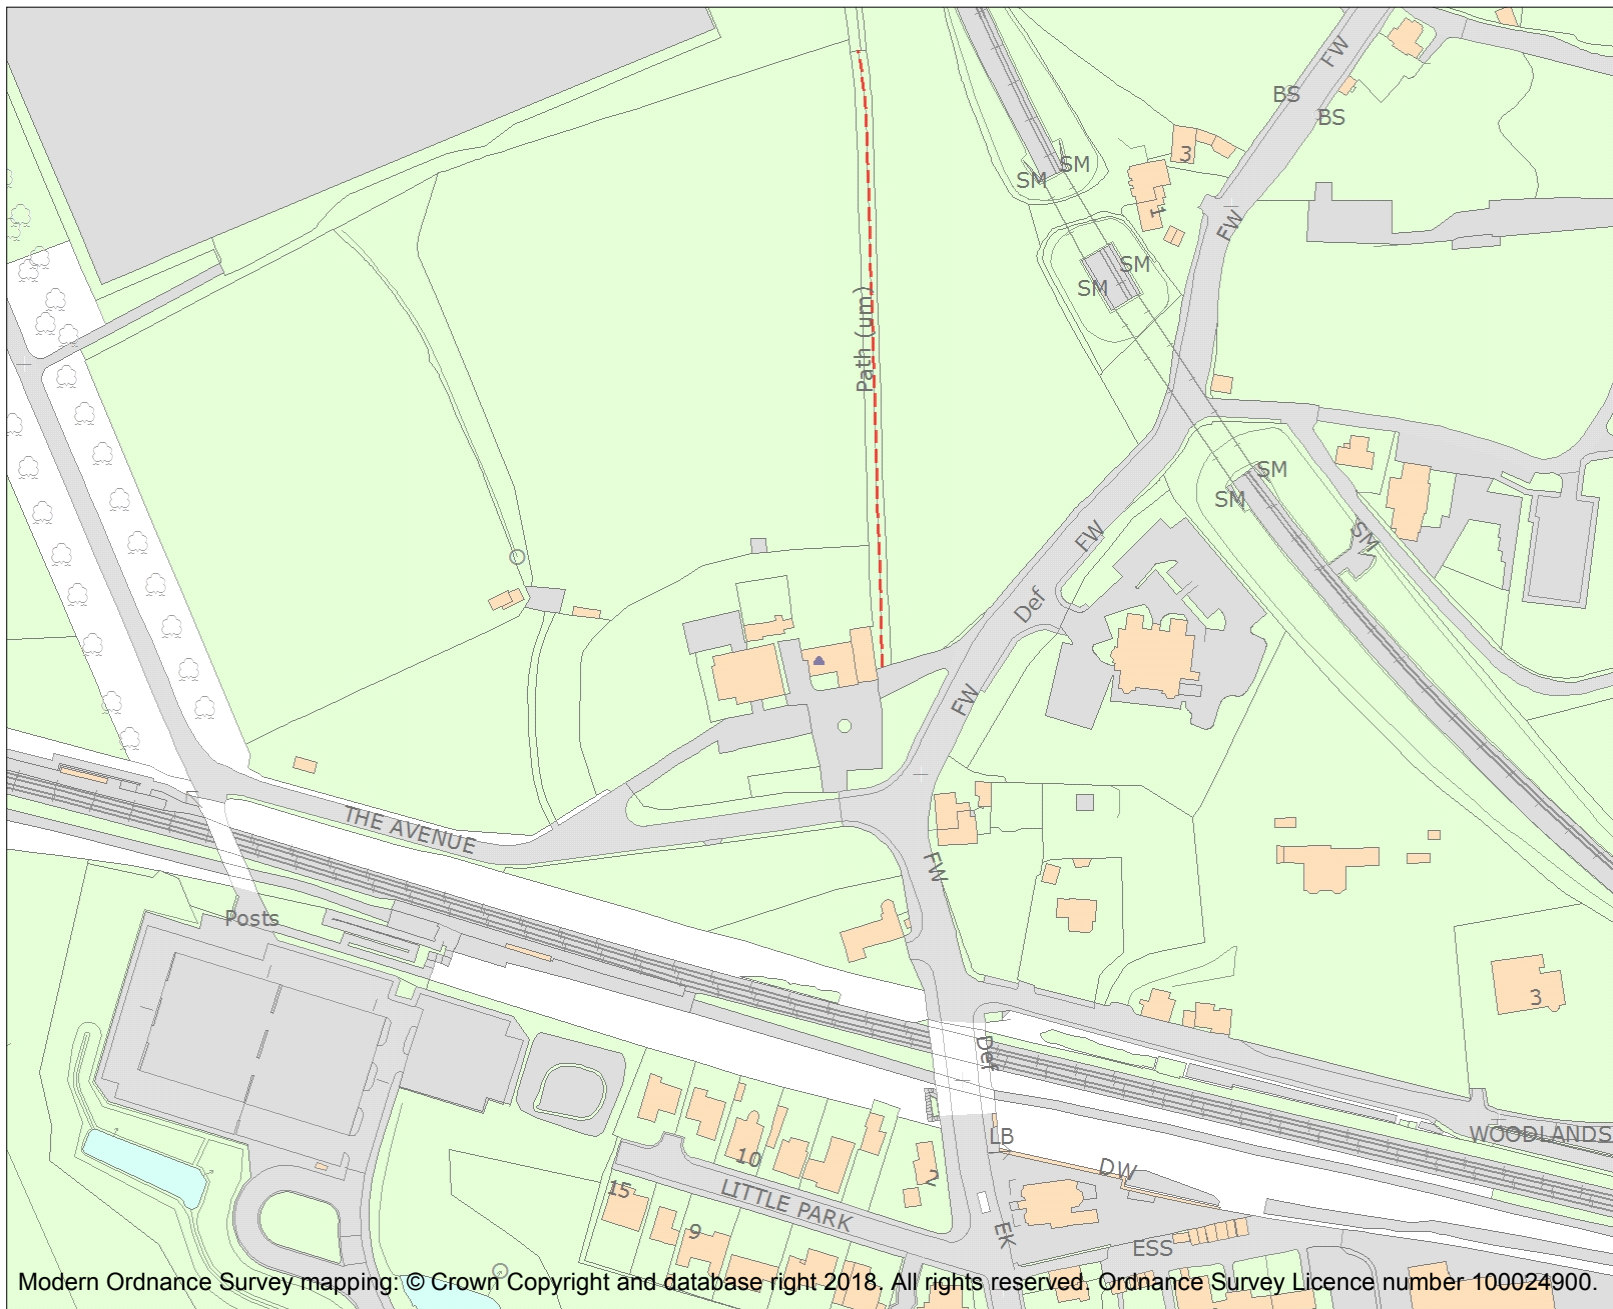 FW
BS
BS
SM
3
SM
1
FW
SM
SM
Path (um)
SM
SM
SM
FW
Def
FW
THE AVENUE
FW
Posts
3
Def
LB
WOODLANDS
10
DW
2
15
LITTLE PARK
9
EK
ESS
Modern Ordnance Survey mapping: © Crown Copyright and database right 2018. All rights reserved. Ordnance Survey Licence number 100024900.